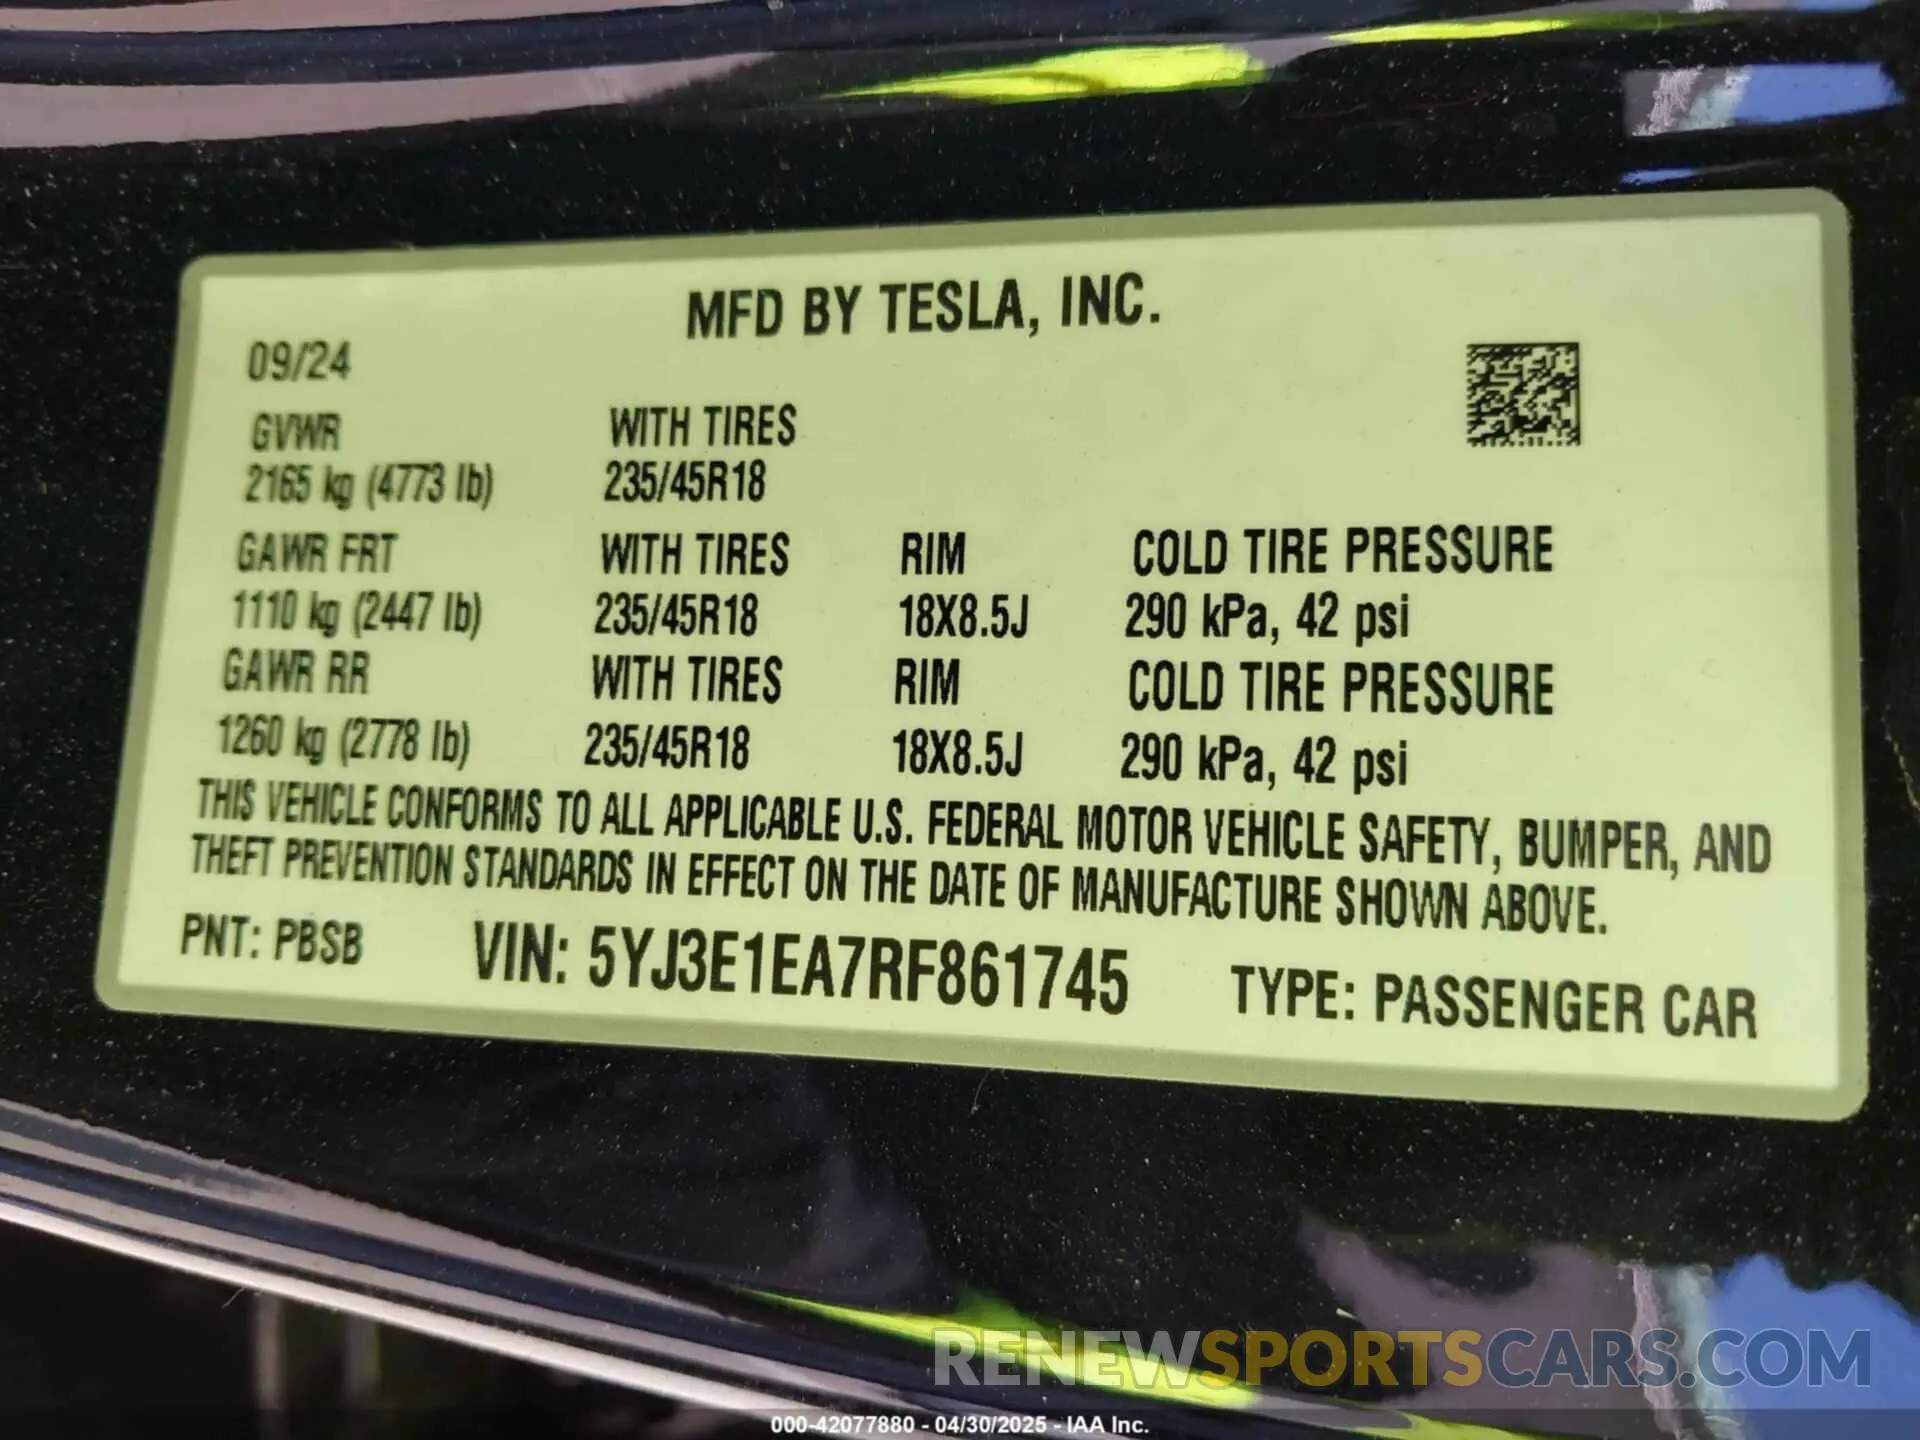 MFD BY TESLA, INC.
09/24
GVWR WITH TIRES
2165 kg (4773 lb) 235/45R18
GAWR FRT WITH TIRES RIM COLD TIRE PRESSURE
1110 kg (2447 lb) 235/45R18 18X8.5J 290 kPa, 42 psi
GAWR RR WITH TIRES RIM COLD TIRE PRESSURE
1260 kg (2778 lb) 235/45R18 18X8.5J 290 kPa, 42 psi
THIS VEHICLE CONFORMS TO ALL APPLICABLE U.S. FEDERAL MOTOR VEHICLE SAFETY, BUMPER, AND
THEFT PREVENTION STANDARDS IN EFFECT ON THE DATE OF MANUFACTURE SHOWN ABOVE.
PNT: PBSB VIN: 5YJ3E1EA7RF861745 TYPE: PASSENGER CAR
RENEWSPORTSCARS.COM
000-42077880 - 04/30/2025 - IAA Inc.